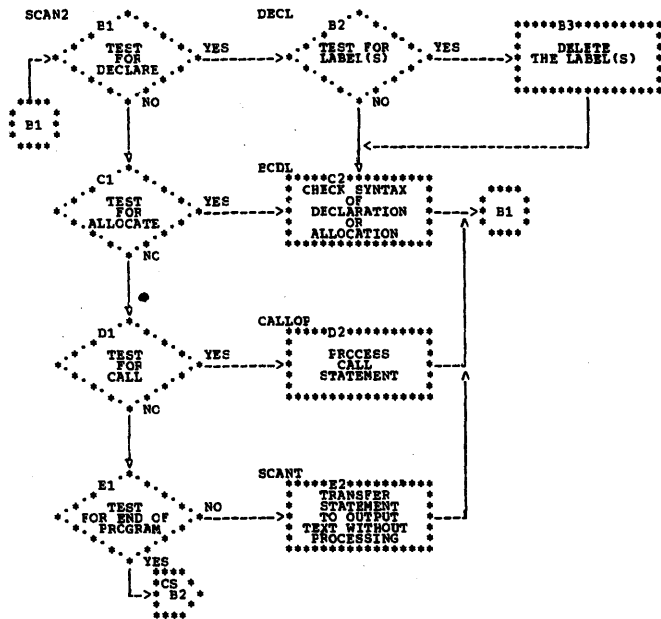 SCAN2
DECL
B1
TEST
FOR
DECLARE
YES
NO
B2
TEST FOR
LABEL(S)
YES
NO
B3
DELETE
THE LABEL(S)
B1
ECDL
C1
TEST
FOR
ALLOCATE
YES
NC
C2
CHECK SYNTAX
OF
DECLARATION
OR
ALLOCATION
B1
CALLOP
D1
TEST
FOR
CALL
YES
NO
D2
PRCCESS
CALL
STATEMENT
SCANT
E1
TEST
FOR END OF
PRCGRAM
NO
YES
E2
TRANSFER
STATEMENT
TO OUTPUT
TEXT WITHOUT
PROCESSING
CS
B2